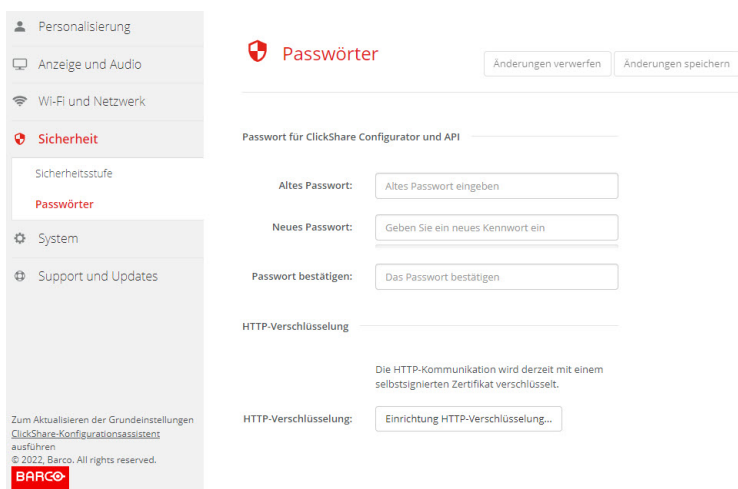 Personalisierung
Anzeige und Audio
Wi-Fi und Netzwerk
Sicherheit
Sicherheitsstufe
Passwörter
System
Support und Updates
Zum Aktualisieren der Grundeinstellungen
ClickShare-Konfigurationsassistent
ausführen
© 2022, Barco. All rights reserved.
BARCO
Passwörter
Änderungen verwerfen
Änderungen speichern
Passwort für ClickShare Configurator und API
Altes Passwort: Altes Passwort eingeben
Neues Passwort: Geben Sie ein neues Kennwort ein
Passwort bestätigen: Das Passwort bestätigen
HTTP-Verschlüsselung
Die HTTP-Kommunikation wird derzeit mit einem
selbstsignierten Zertifikat verschlüsselt.
HTTP-Verschlüsselung: Einrichtung HTTP-Verschlüsselung...